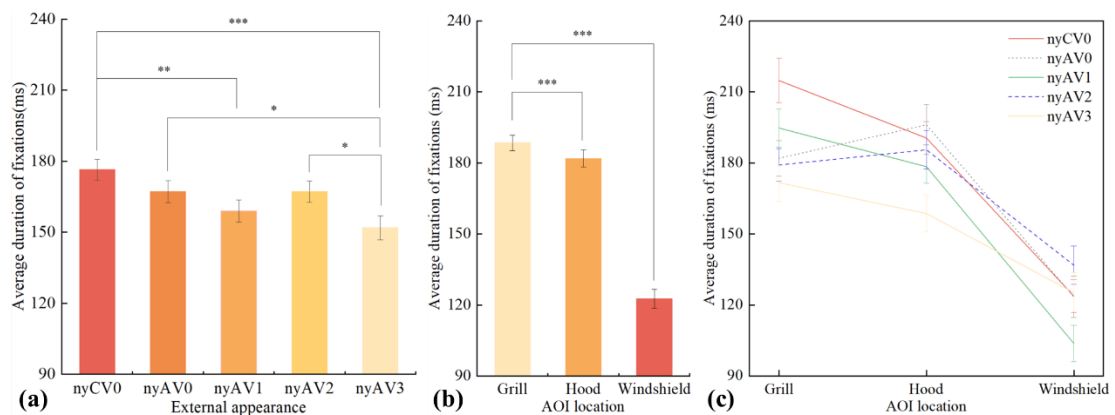 Average duration of fixations(ms)
240
210
180
150
120
90
***
**
*
*
nyCV0 nyAV0 nyAV1 nyAV2 nyAV3
External appearance
(a)
Average duration of fixations (ms)
240
210
180
150
120
90
***
***
Grill Hood Windshield
AOI location
(b)
Average duration of fixations (ms)
240
210
180
150
120
90
nyCV0
nyAV0
nyAV1
nyAV2
nyAV3
Grill Hood Windshield
AOI location
(c)